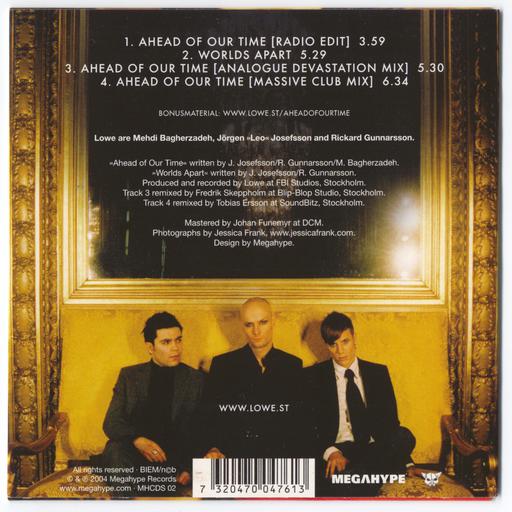 1. AHEAD OF OUR TIME [RADIO EDIT] 3.59
2. WORLDS APART 5.29
3. AHEAD OF OUR TIME [ANALOGUE DEVASTATION MIX] 5.30
4. AHEAD OF OUR TIME [MASSIVE CLUB MIX] 6.34
BONUSMATERIAL: WWW.LOWE.ST/AHEADOFOURTIME
Lowe are Mehdi Bagherzadeh, Jörgen »Leo« Josefsson and Rickard Gunnarsson.
»Ahead of Our Time« written by J. Josefsson/R. Gunnarsson/M. Bagherzadeh.
»Worlds Apart« written by J. Josefsson/R. Gunnarsson.
Produced and recorded by Lowe at FBI Studios, Stockholm.
Track 3 remixed by Fredrik Skeppholm at Blip-Blop Studio, Stockholm.
Track 4 remixed by Tobias Ersson at SoundBitz, Stockholm.
Mastered by Johan Funemyr at DCM.
Photographs by Jessica Frank, www.jessicafrank.com.
Design by Megahype.
WWW.LOWE.ST
All rights reserved · BIEM/n©b
© & ℗ 2004 Megahype Records
www.megahype.com · MHCDS 02
7 320470 047613
MEGAHYPE